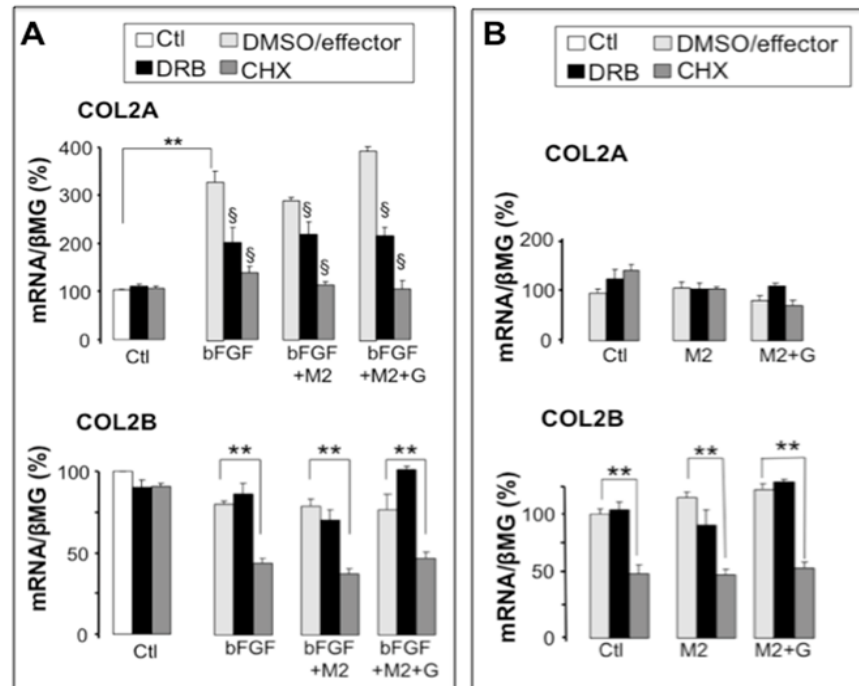 A
Ctl DMSO/effector
DRB CHX
COL2A
**
400
300
200
100
0
mRNA/βMG (%)
§ § § § § §
Ctl bFGF bFGF bFGF
+M2 +M2+G
COL2B
** ** **
100
50
0
mRNA/βMG (%)
Ctl bFGF bFGF bFGF
+M2 +M2+G
B
Ctl DMSO/effector
DRB CHX
COL2A
200
100
0
mRNA/βMG (%)
Ctl M2 M2+G
COL2B
** ** **
100
50
0
mRNA/βMG (%)
Ctl M2 M2+G